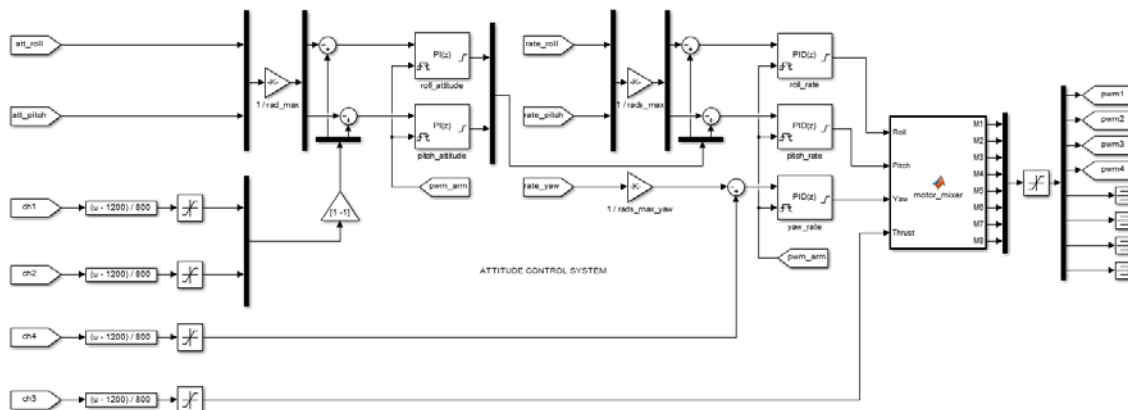 att_roll
att_pitch
-K-
1 / rad_max
PI(z)
roll_attitude
PI(z)
pitch_attitude
pwm_arm
rate_roll
rate_pitch
-K-
1 / rads_max
PID(z)
roll_rate
PID(z)
pitch_rate
rate_yaw
-K-
1 / rads_max_yaw
PID(z)
yaw_rate
pwm_arm
Roll
Pitch
Yaw
Thrust
motor_mixer
M1
M2
M3
M4
M5
M6
M7
M8
pwm1
pwm2
pwm3
pwm4
ch1
(u - 1200) / 800
[1 -1]
ch2
(u - 1200) / 800
ATTITUDE CONTROL SYSTEM
ch4
(u - 1200) / 800
ch3
(u - 1200) / 800